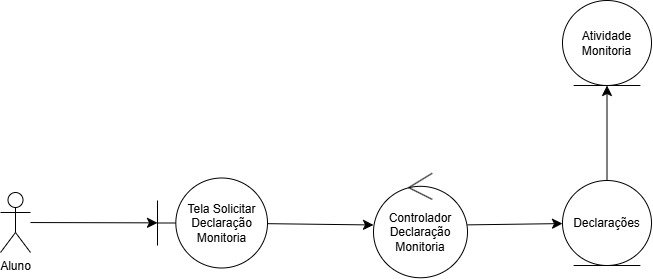 Atividade
Monitoria
Tela Solicitar
Declaração
Monitoria
Controlador
Declaração
Monitoria
Declarações
Aluno